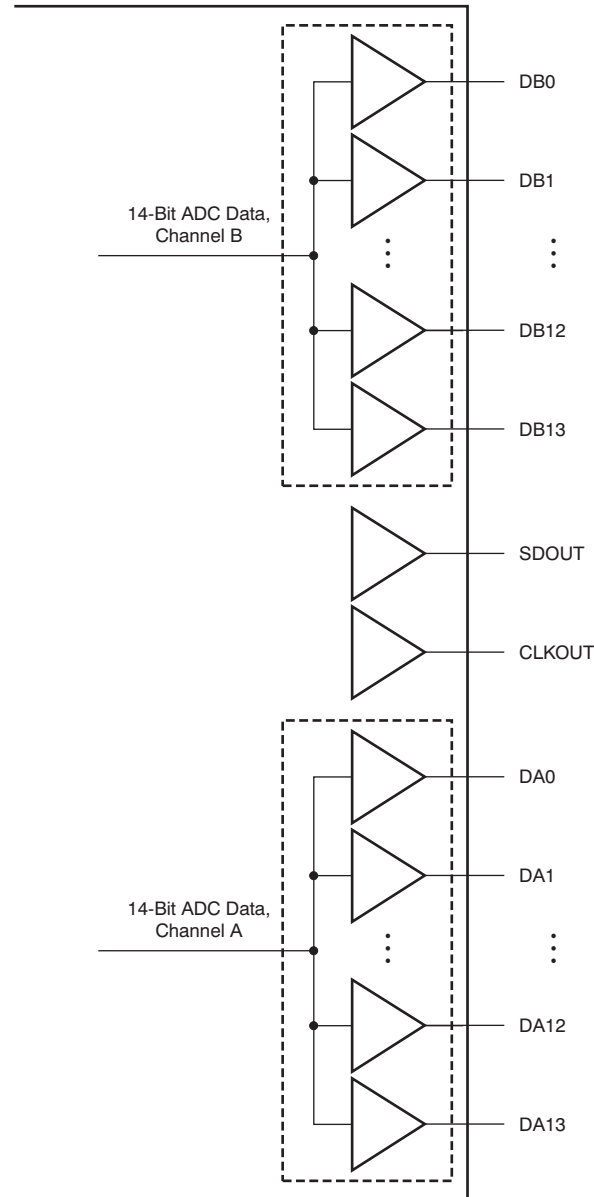 DB0
DB1
14-Bit ADC Data,
Channel B
DB12
DB13
SDOUT
CLKOUT
DA0
DA1
14-Bit ADC Data,
Channel A
DA12
DA13